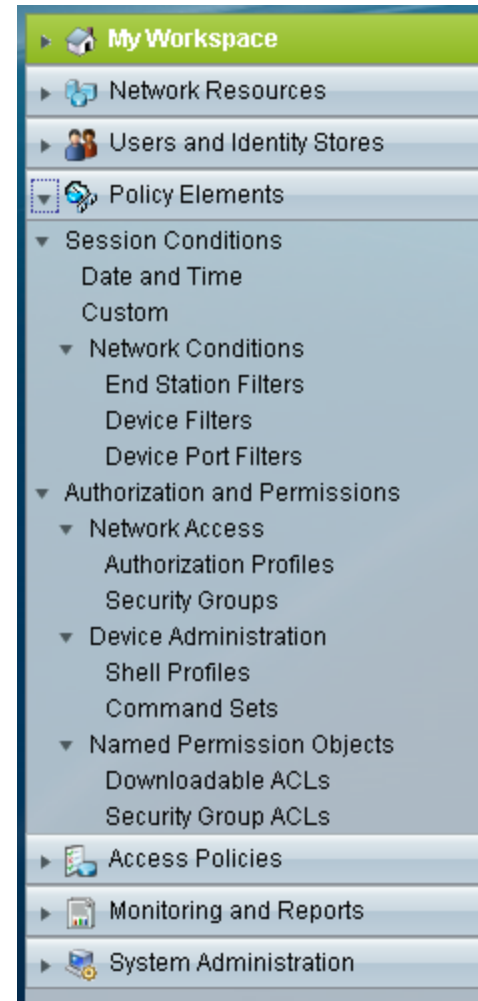 My Workspace
Network Resources
Users and Identity Stores
Policy Elements
Session Conditions
Date and Time
Custom
Network Conditions
End Station Filters
Device Filters
Device Port Filters
Authorization and Permissions
Network Access
Authorization Profiles
Security Groups
Device Administration
Shell Profiles
Command Sets
Named Permission Objects
Downloadable ACLs
Security Group ACLs
Access Policies
Monitoring and Reports
System Administration